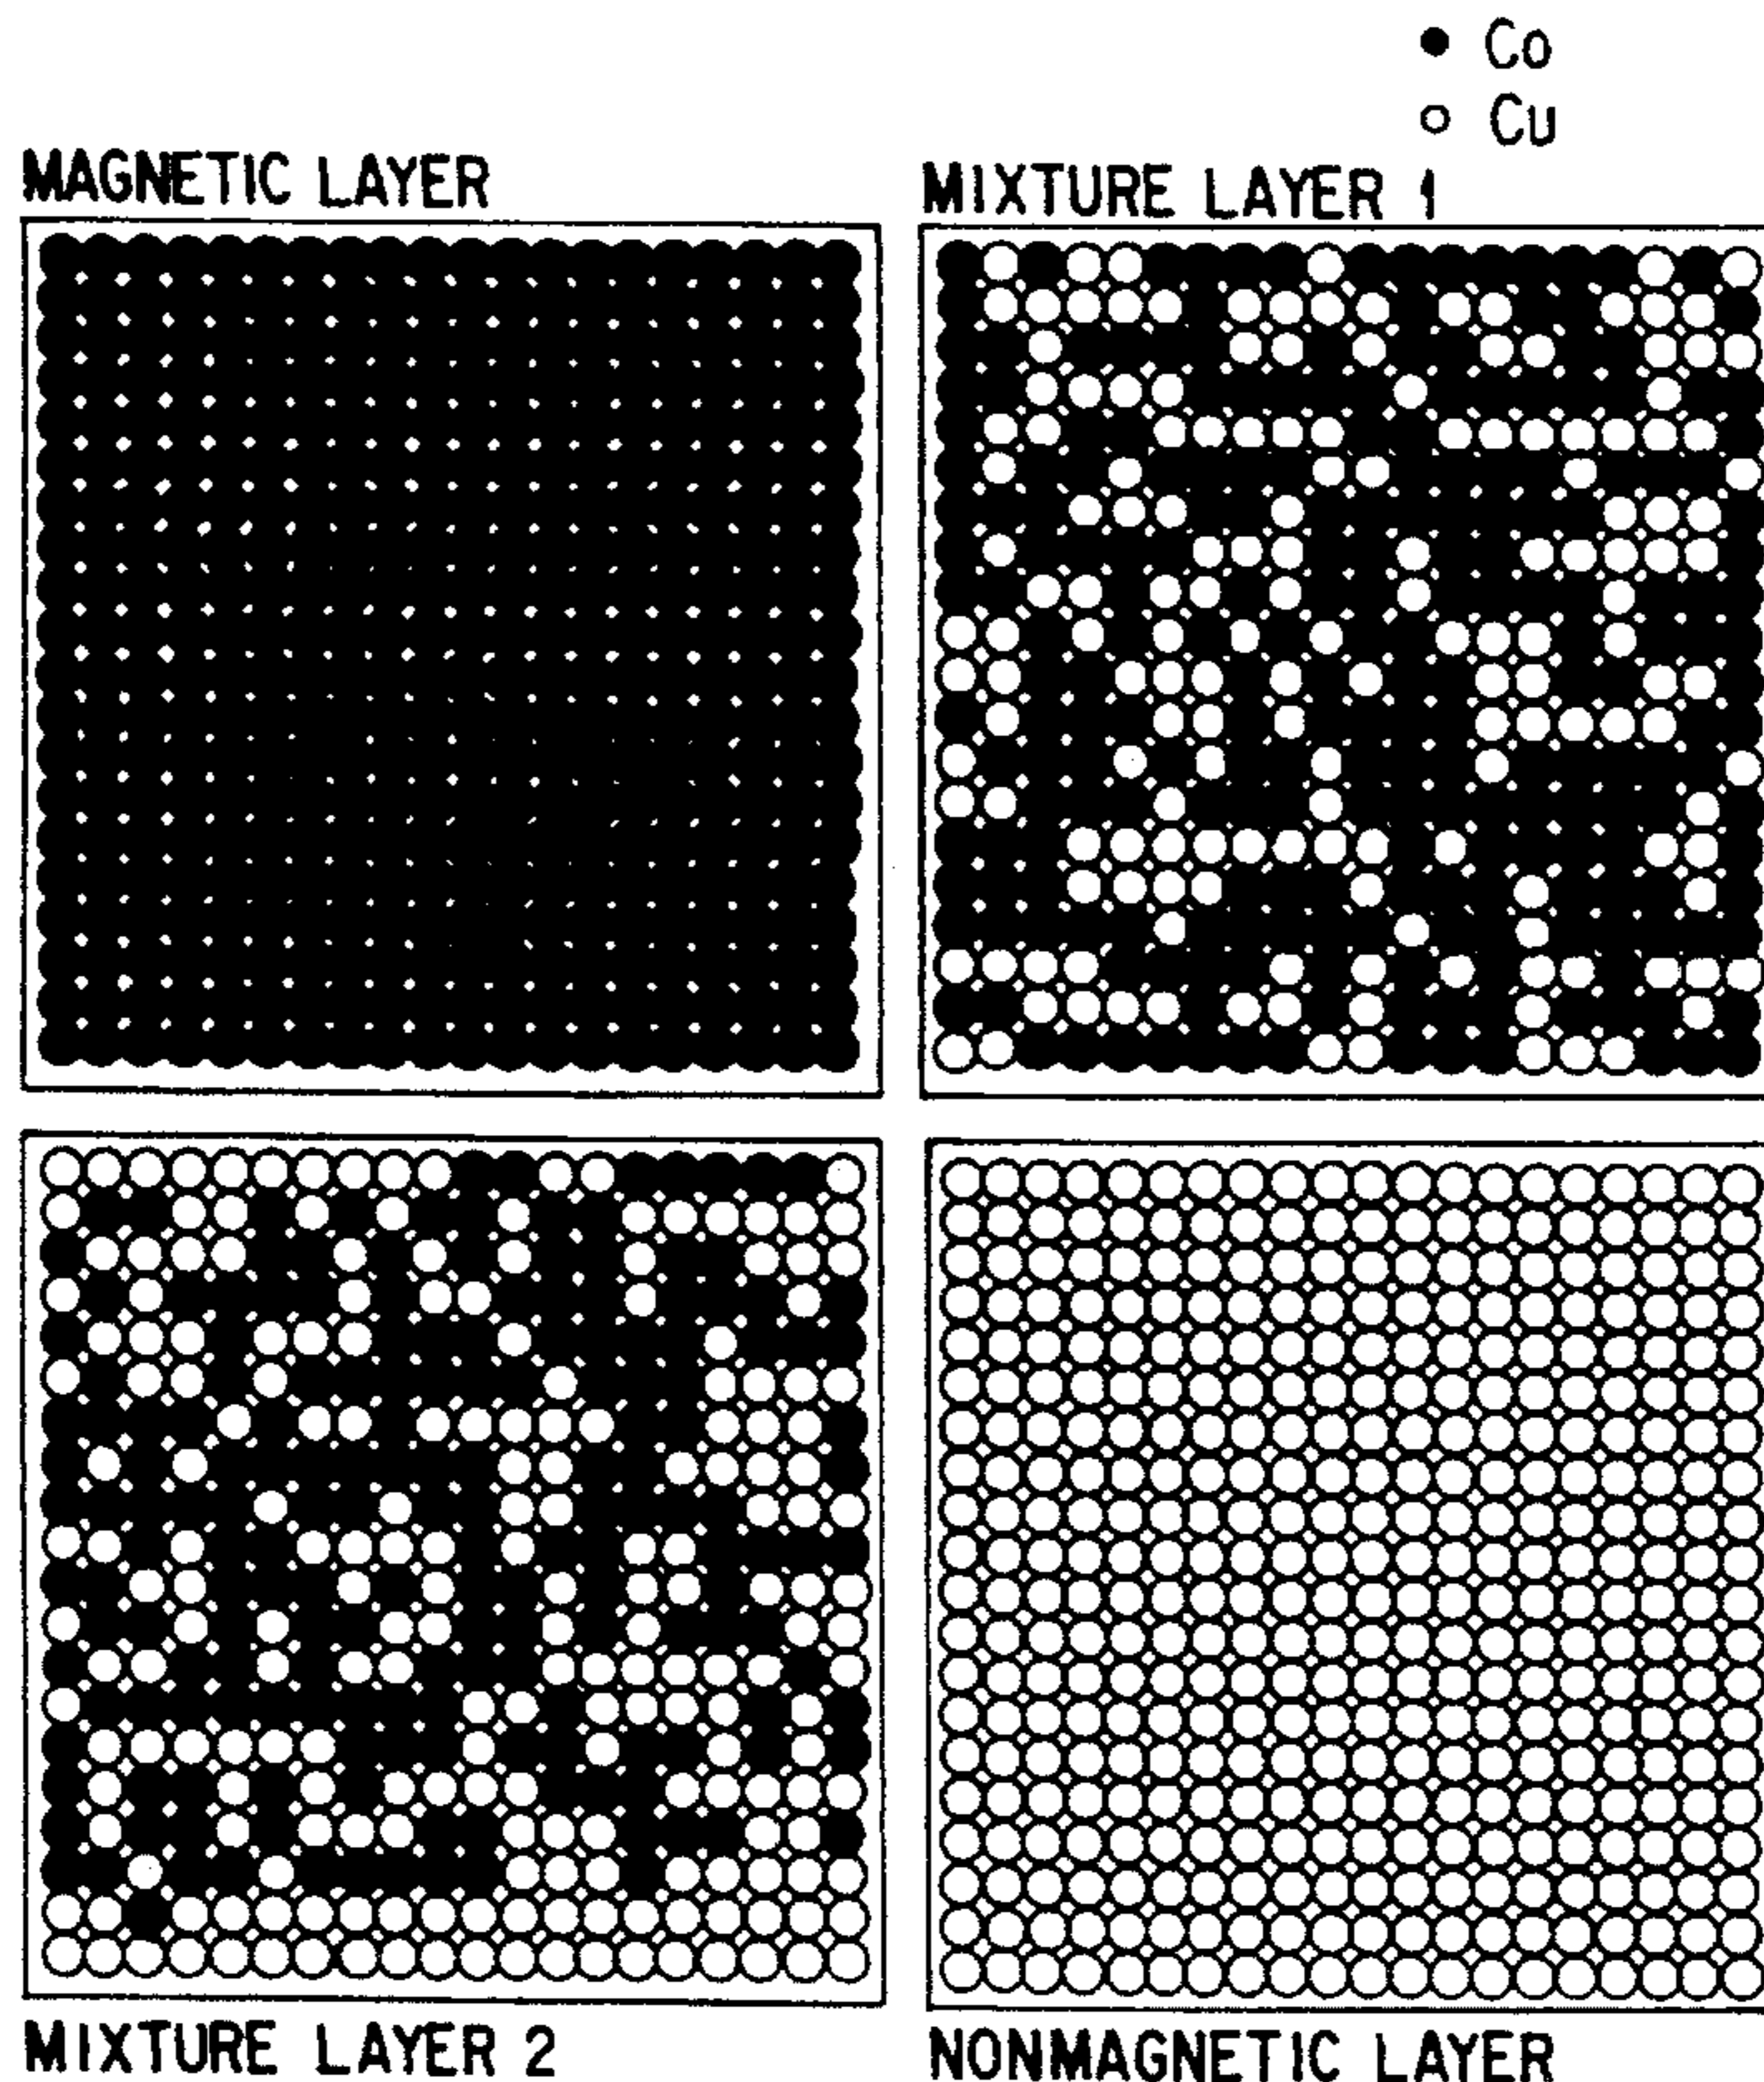 Co
Cu
MAGNETIC LAYER
MIXTURE LAYER 1
MIXTURE LAYER 2
NONMAGNETIC LAYER